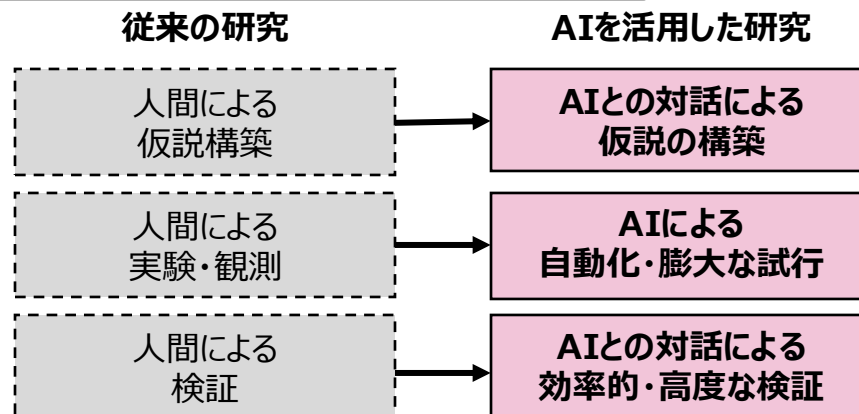 従来の研究
AIを活用した研究
人間による
仮説構築
AIとの対話による
仮説の構築
人間による
実験・観測
AIによる
自動化・膨大な試行
人間による
検証
AIとの対話による
効率的・高度な検証